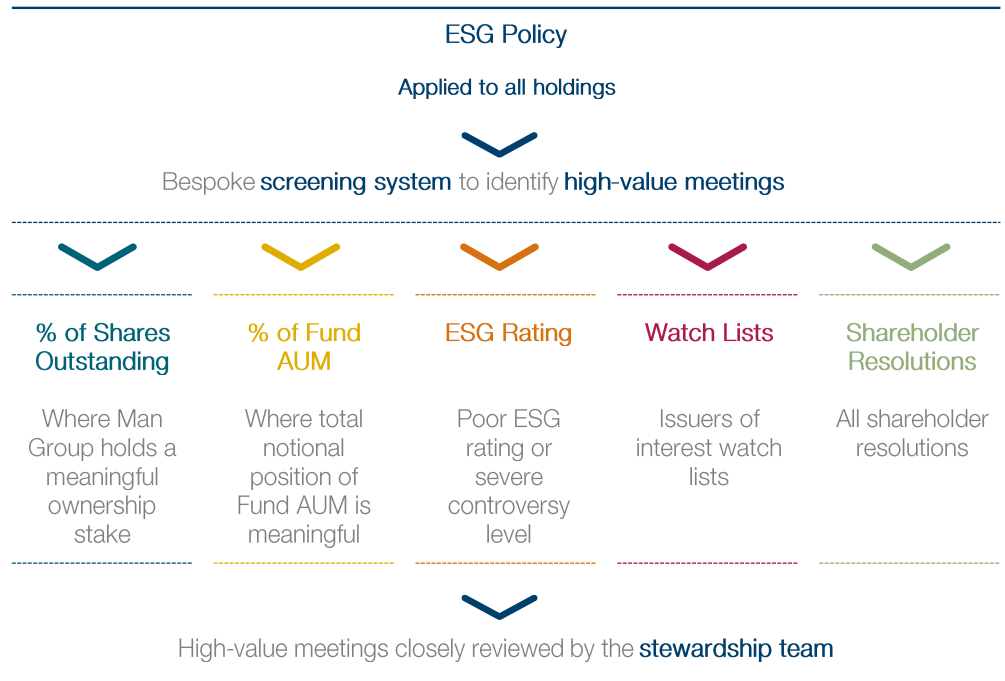 ESG Policy
Applied to all holdings
Bespoke screening system to identify high-value meetings
% of Shares
Outstanding
Where Man
Group holds a
meaningful
ownership
stake
% of Fund
AUM
Where total
notional
position of
Fund AUM is
meaningful
ESG Rating
Poor ESG
rating or
severe
controversy
level
Watch Lists
Issuers of
interest watch
lists
Shareholder
Resolutions
All shareholder
resolutions
High-value meetings closely reviewed by the stewardship team